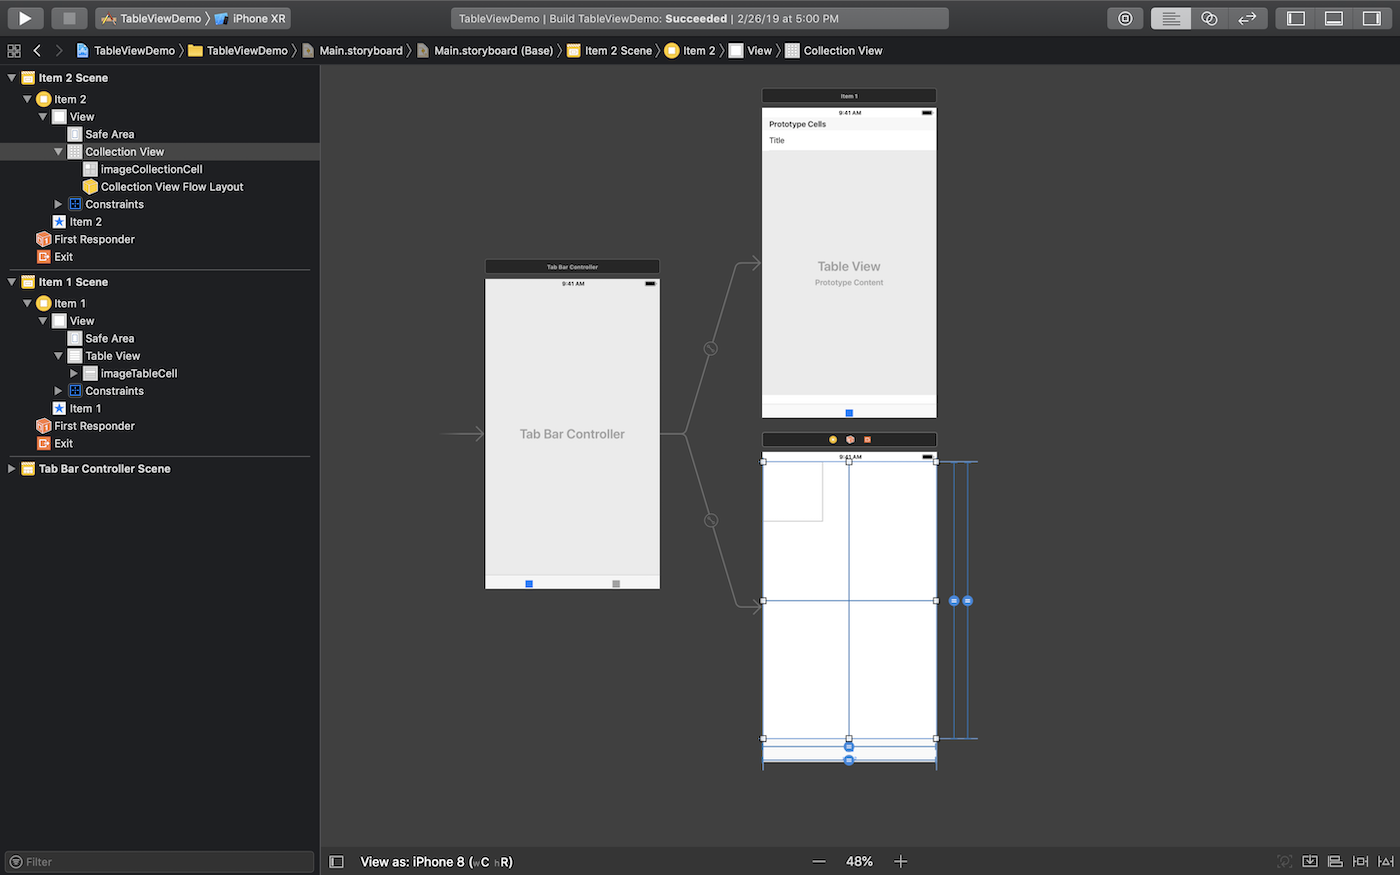 TableViewDemo iPhone XR
TableViewDemo | Build TableViewDemo: Succeeded | 2/26/19 at 5:00 PM
TableViewDemo TableViewDemo Main.storyboard Main.storyboard (Base) Item 2 Scene Item 2 View Collection View
Item 2 Scene
Item 2
View
Safe Area
Collection View
imageCollectionCell
Collection View Flow Layout
Constraints
Item 2
First Responder
Exit
Item 1 Scene
Item 1
View
Safe Area
Table View
imageTableCell
Constraints
Item 1
First Responder
Exit
Tab Bar Controller Scene
Filter
Tab Bar Controller
9:41 AM
Tab Bar Controller
Item 1
9:41 AM
Prototype Cells
Title
Table View
Prototype Content
9:41 AM
View as: iPhone 8 (wC hR)
48%